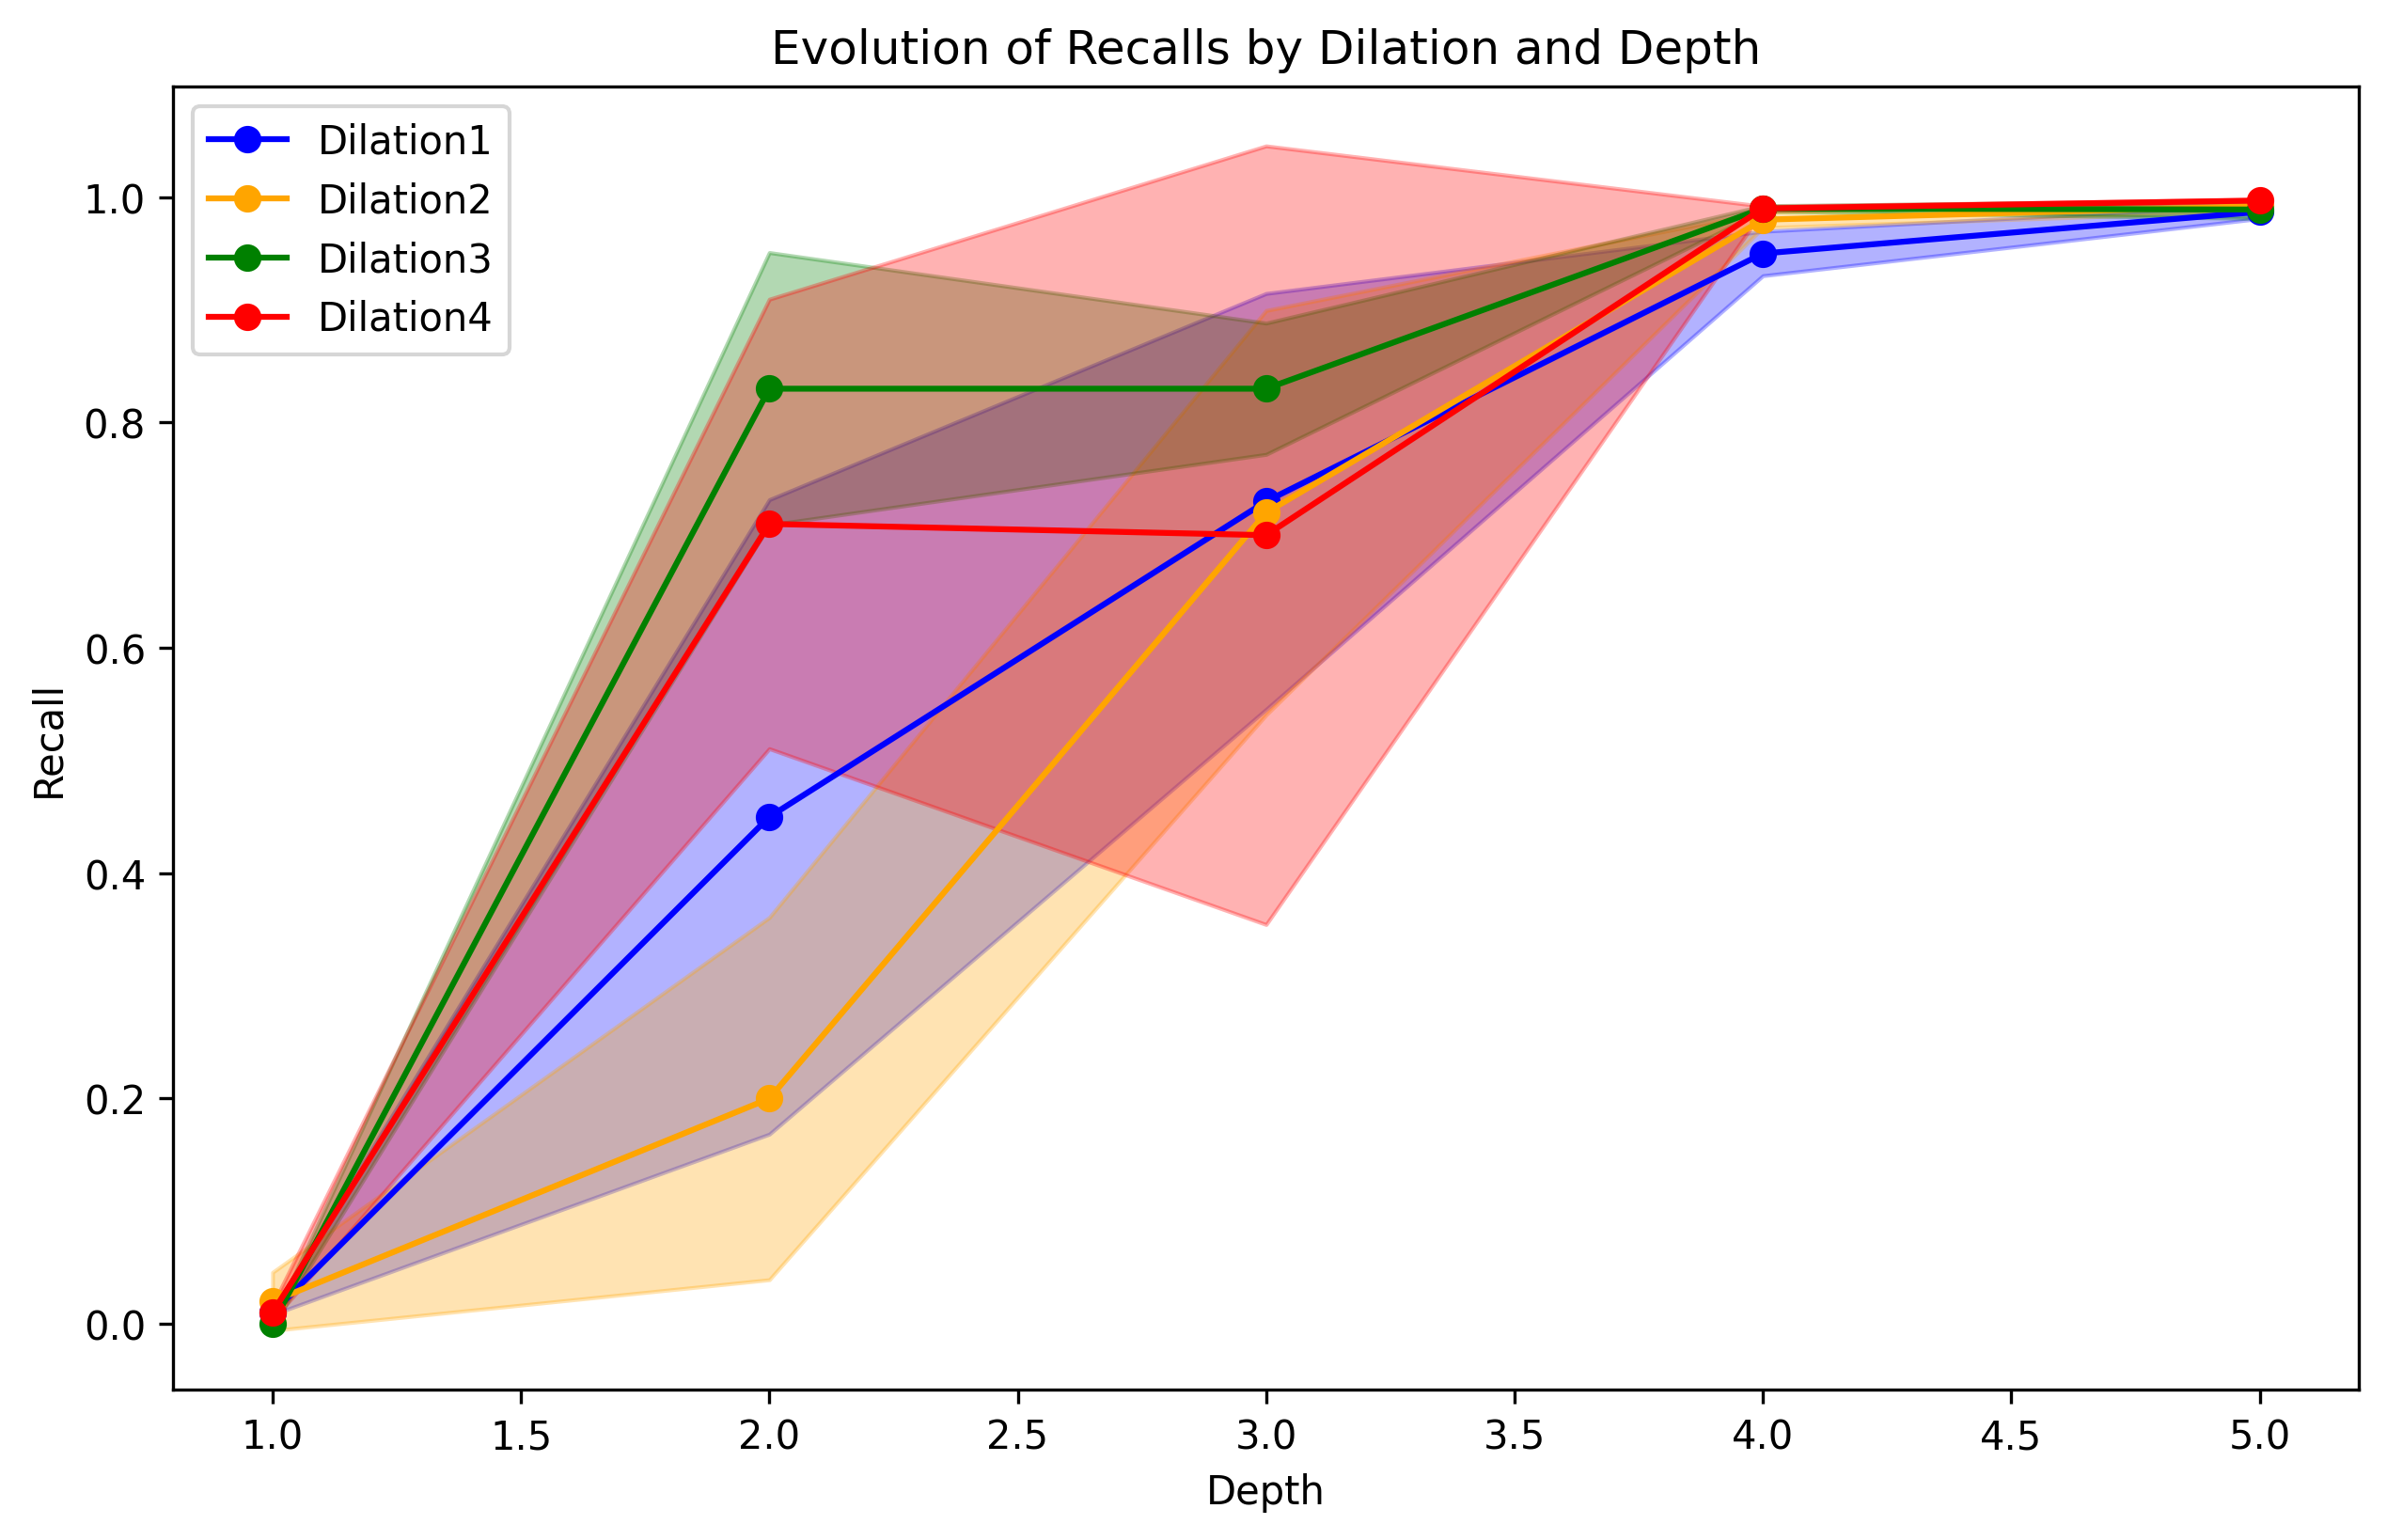 Evolution of Recalls by Dilation and Depth
Dilation1
Dilation2
Dilation3
Dilation4
1.0
0.8
0.6
0.4
0.2
0.0
Recall
1.0 1.5 2.0 2.5 3.0 3.5 4.0 4.5 5.0
Depth